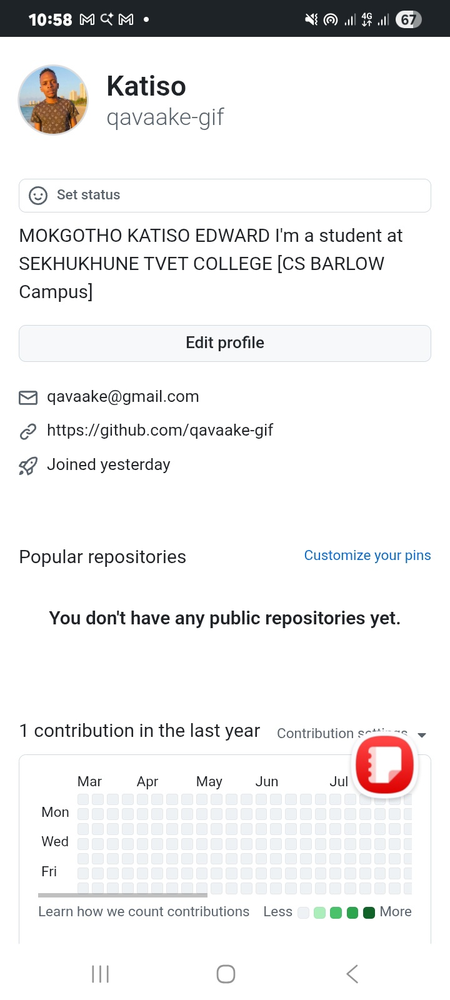 10:58
4G
67
Katiso
qavaake-gif
Set status
MOKGOTHO KATISO EDWARD I'm a student at
SEKHUKHUNE TVET COLLEGE [CS BARLOW
Campus]
Edit profile
qavaake@gmail.com
https://github.com/qavaake-gif
Joined yesterday
Popular repositories
Customize your pins
You don't have any public repositories yet.
1 contribution in the last year
Contribution settings
Mar Apr May Jun Jul
Mon
Wed
Fri
Learn how we count contributions
Less More